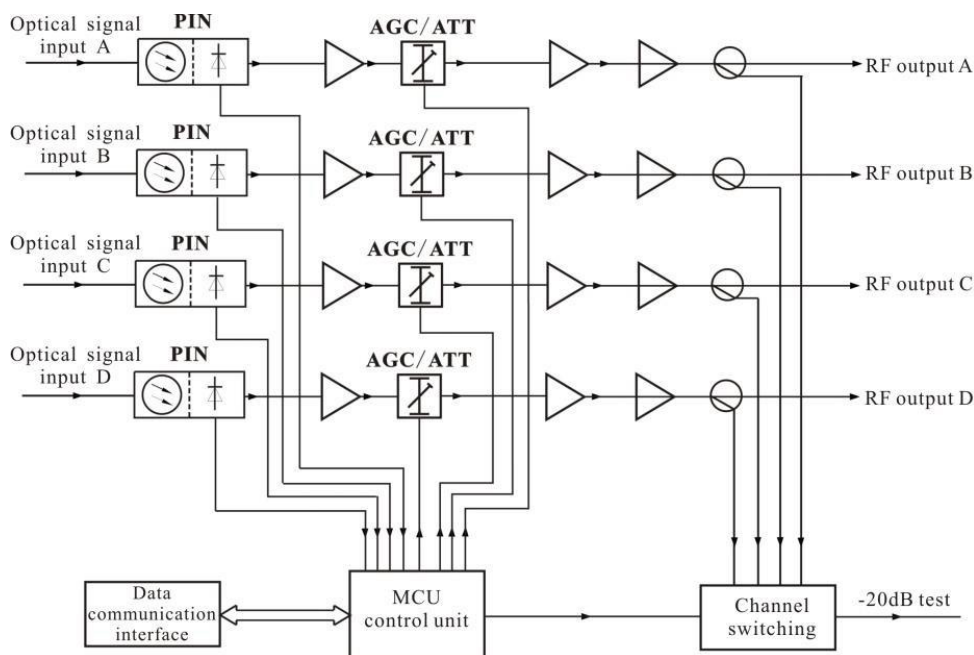 Optical signal
input A
PIN
AGC/ATT
RF output A
Optical signal
input B
PIN
AGC/ATT
RF output B
Optical signal
input C
PIN
AGC/ATT
RF output C
Optical signal
input D
PIN
AGC/ATT
RF output D
Data
communication
interface
MCU
control unit
Channel
switching
-20dB test